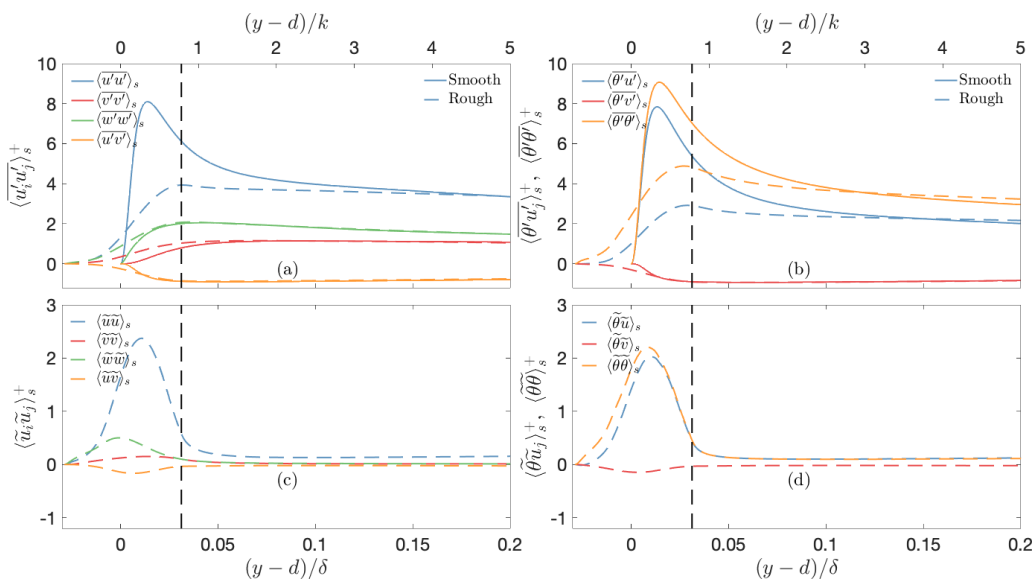 (y − d)/k
(y − d)/k
0 1 2 3 4 5
0 1 2 3 4 5
10
8
6
4
2
0
⟨u′u′⟩s
⟨v′v′⟩s
⟨w′w′⟩s
⟨u′v′⟩s
Smooth
Rough
(a)
⟨u′ᵢu′ⱼ⟩s⁺
10
8
6
4
2
0
⟨θ′u′⟩s
⟨θ′v′⟩s
⟨θ′θ′⟩s
Smooth
Rough
(b)
⟨θ′u′ⱼ⟩s⁺, ⟨θ′θ′⟩s⁺
3
2
1
0
-1
⟨ũũ⟩s
⟨ṽṽ⟩s
⟨w̃w̃⟩s
⟨ũṽ⟩s
(c)
⟨ũᵢũⱼ⟩s⁺
3
2
1
0
-1
⟨θ̃ũ⟩s
⟨θ̃ṽ⟩s
⟨θ̃θ̃⟩s
(d)
⟨θ̃ũⱼ⟩s⁺, ⟨θ̃θ̃⟩s⁺
0 0.05 0.1 0.15 0.2
0 0.05 0.1 0.15 0.2
(y − d)/δ
(y − d)/δ